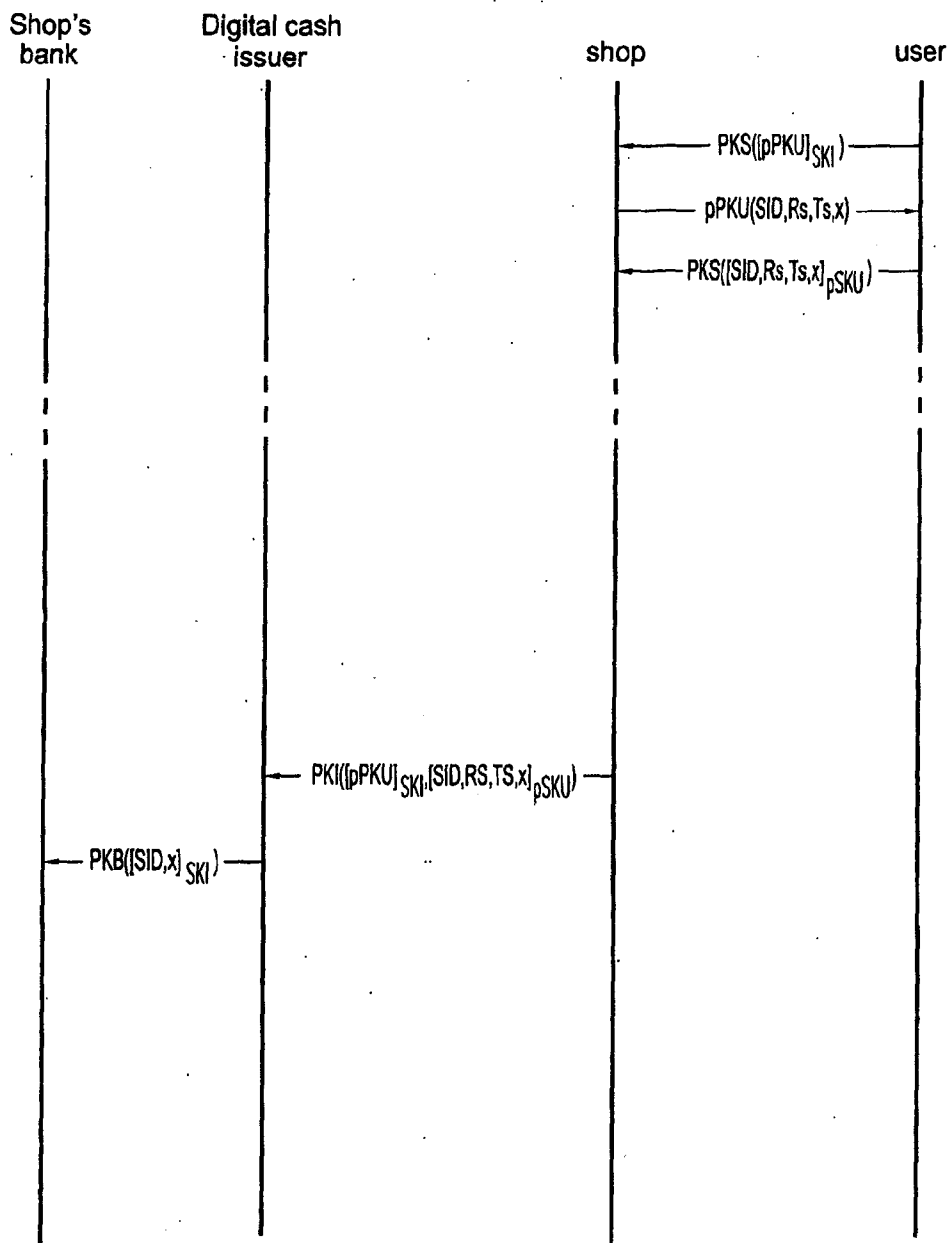 Shop's
bank
Digital cash
issuer
shop
user
PKS([pPKU]SKI)
pPKU(SID,Rs,Ts,x)
PKS([SID,Rs,Ts,x]pSKU)
PKI([pPKU]SKI,[SID,RS,TS,x]pSKU)
PKB([SID,x]SKI)